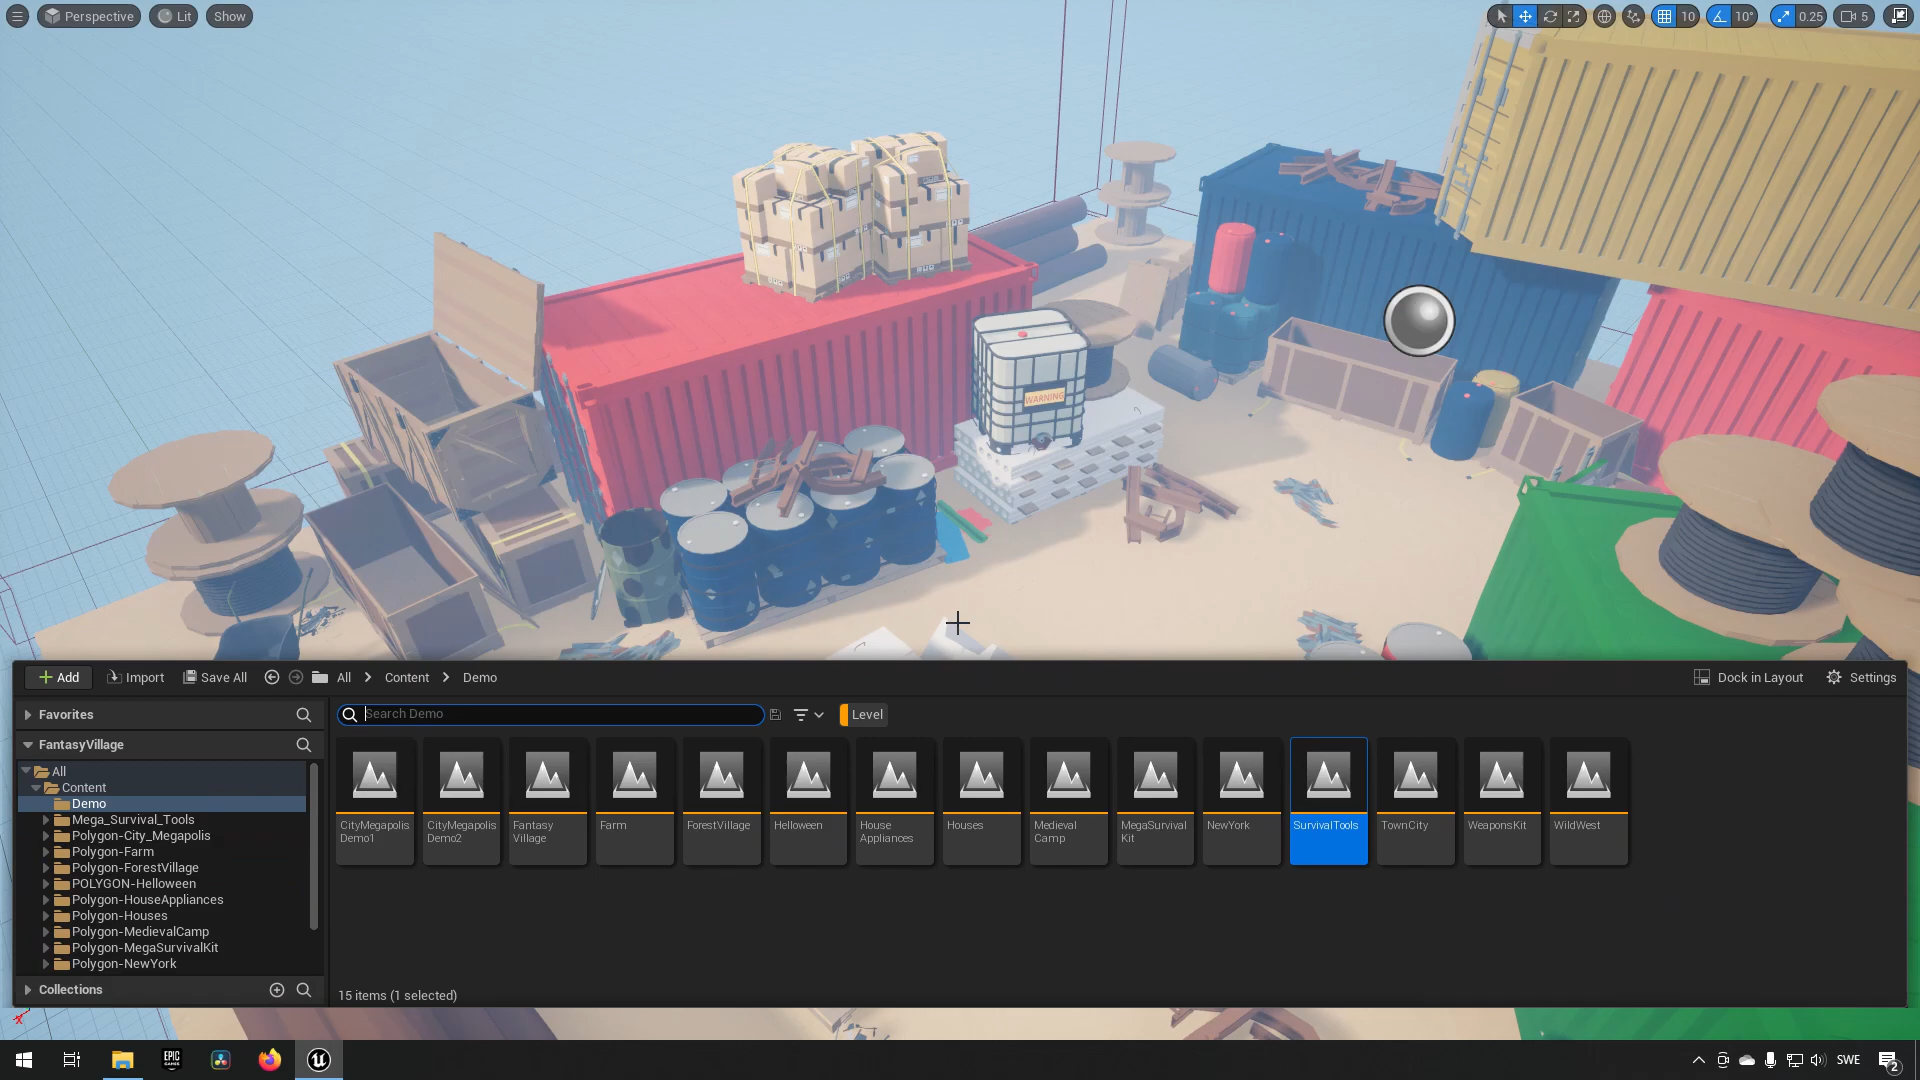 Perspective
Lit
Show
10
10°
0.25
5
WARNING
Add
Import
Save All
All
Content
Demo
Dock in Layout
Settings
Favorites
Search Demo
Level
FantasyVillage
All
Content
Demo
Mega_Survival_Tools
Polygon-City_Megapolis
Polygon-Farm
Polygon-ForestVillage
POLYGON-Helloween
Polygon-HouseAppliances
Polygon-Houses
Polygon-MedievalCamp
Polygon-MegaSurvivalKit
Polygon-NewYork
Collections
CityMegapolis
Demo1
CityMegapolis
Demo2
Fantasy
Village
Farm
ForestVillage
Helloween
House
Appliances
Houses
Medieval
Camp
MegaSurvival
Kit
NewYork
SurvivalTools
TownCity
WeaponsKit
WildWest
15 items (1 selected)
X
EPIC
GAMES
SWE
2